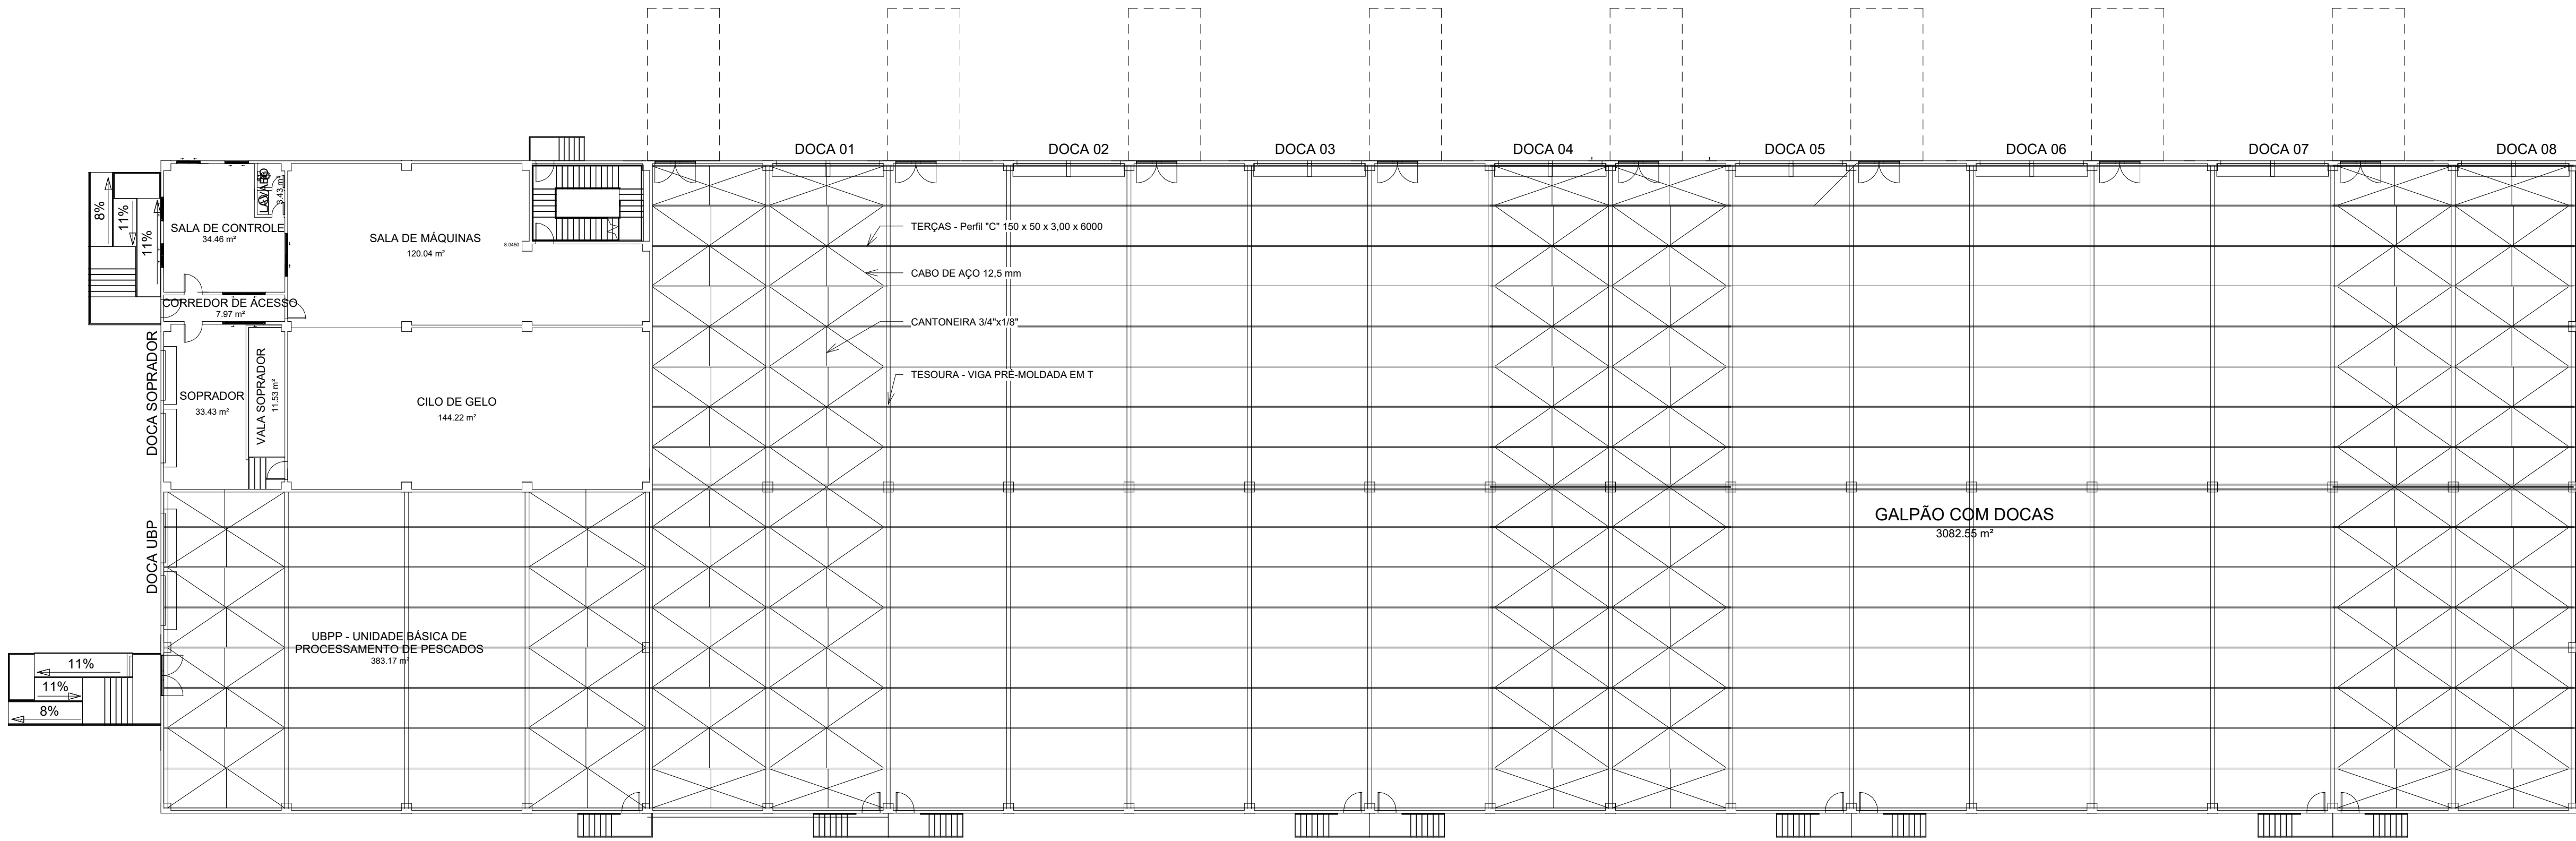 DOCA 01
DOCA 02
DOCA 03
DOCA 04
DOCA 05
DOCA 06
DOCA 07
DOCA 08
8%
11%
11%
LAVABO
3.43 m²
SALA DE CONTROLE
34.46 m²
SALA DE MÁQUINAS
120.04 m²
8.0450
TERÇAS - Perfil "C" 150 x 50 x 3,00 x 6000
CABO DE AÇO 12,5 mm
CORREDOR DE ACESSO
7.97 m²
CANTONEIRA 3/4"x1/8"
TESOURA - VIGA PRÉ-MOLDADA EM T
DOCA SOPRADOR
SOPRADOR
33.43 m²
VALA SOPRADOR
11.53 m²
CILO DE GELO
144.22 m²
GALPÃO COM DOCAS
3082.55 m²
DOCA UBP
UBPP - UNIDADE BÁSICA DE
PROCESSAMENTO DE PESCADOS
383.17 m²
11%
11%
8%